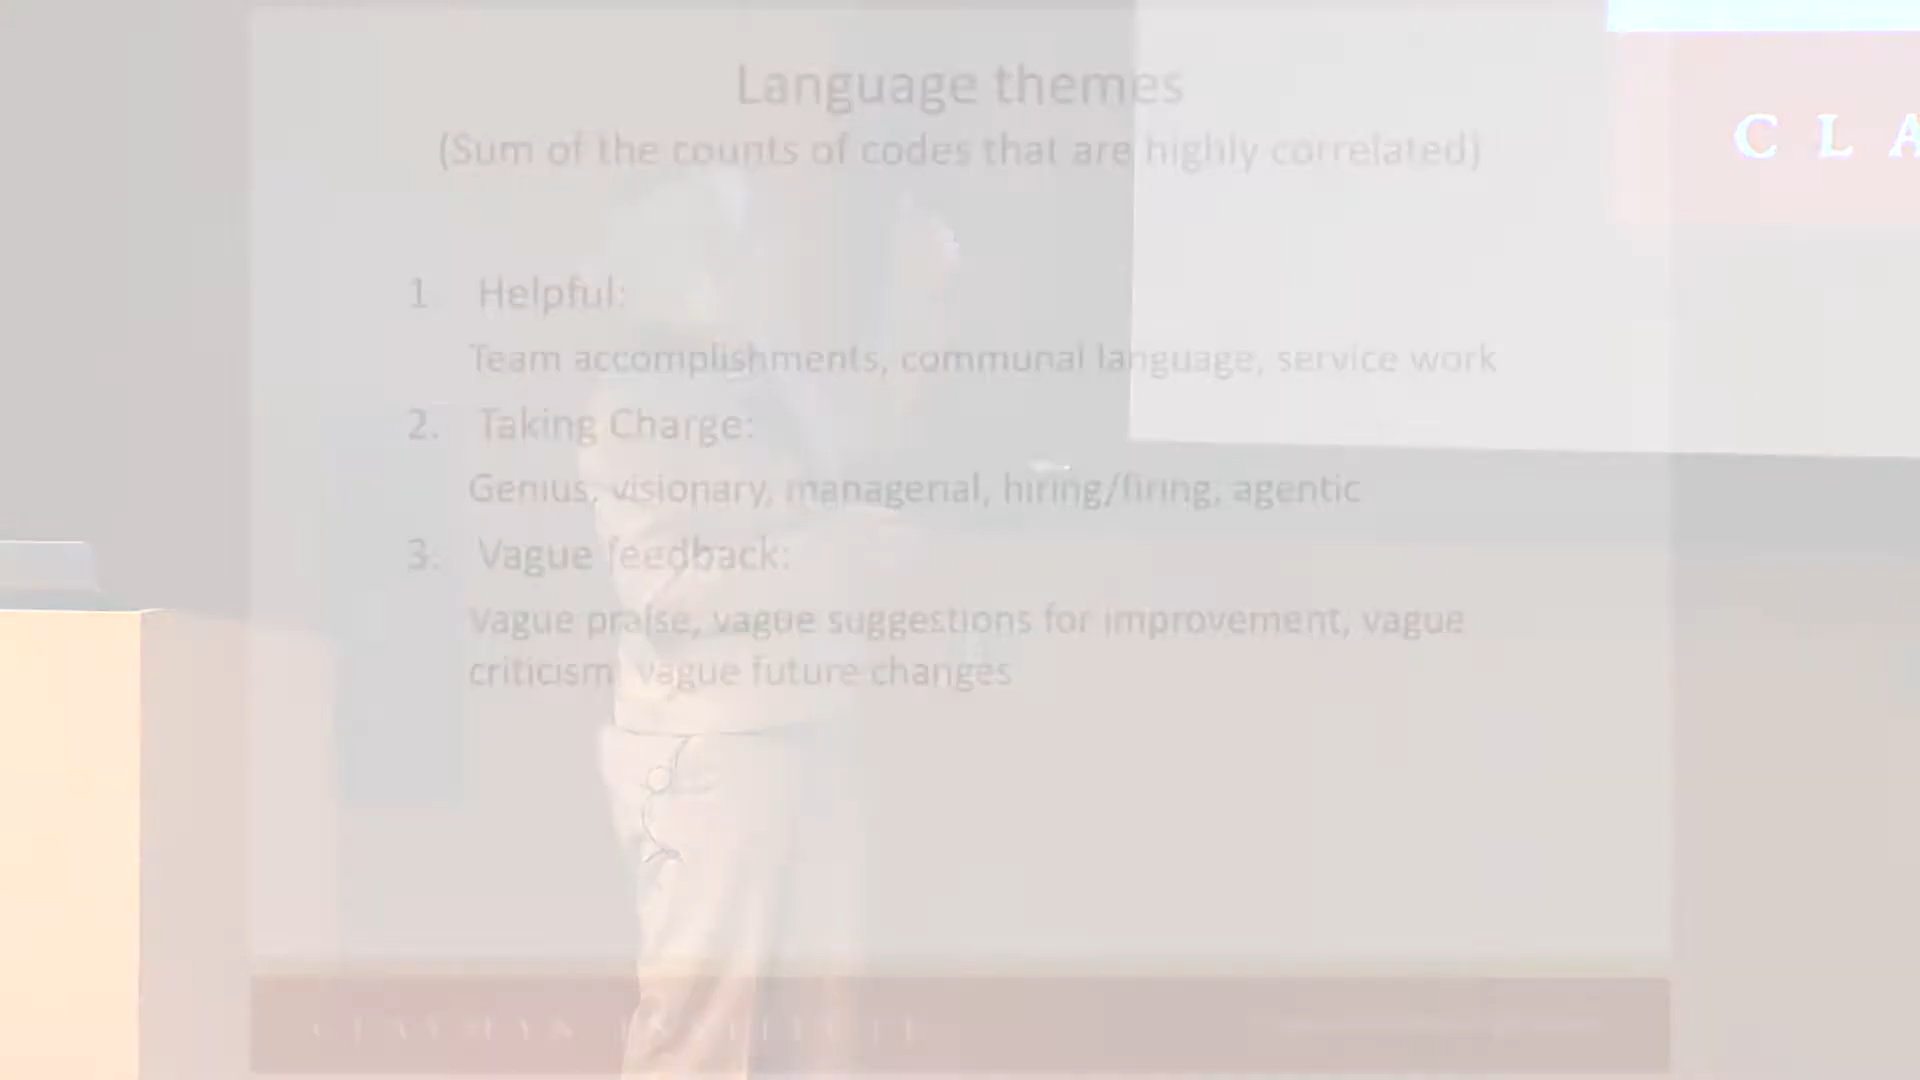 Language themes
(Sum of the counts of codes that are highly correlated)
C L A
1. Helpful:
Team accomplishments, communal language, service work
2. Taking Charge:
Genius, visionary, managerial, hiring/firing, agentic
3. Vague feedback:
Vague praise, vague suggestions for improvement, vague
criticism, vague future changes
CLAYMAN INSTITUTE